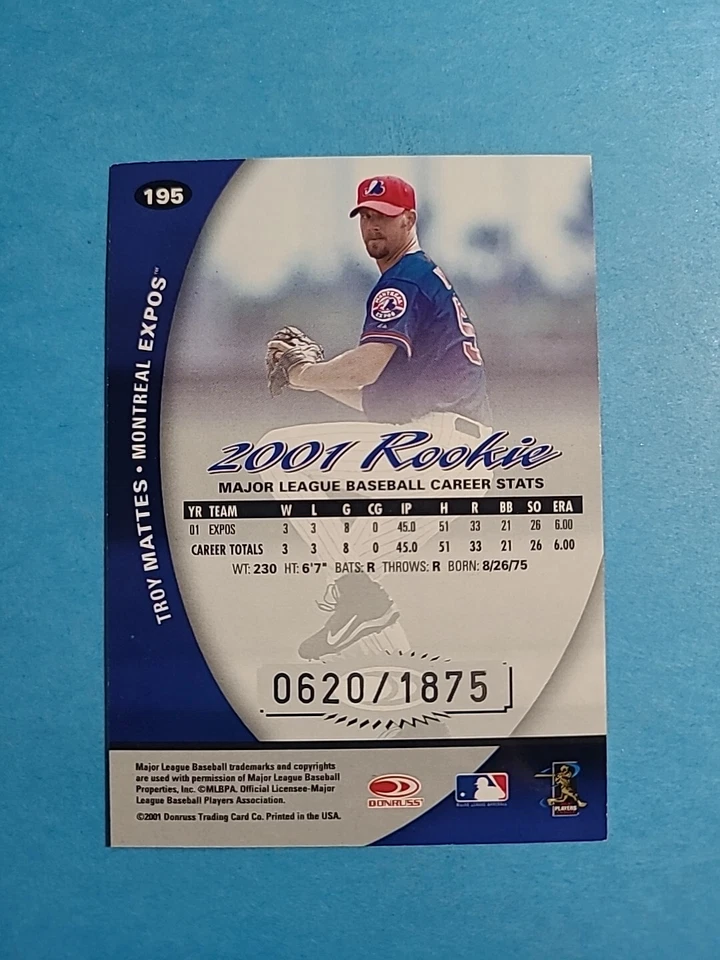 195
TROY MATTES • MONTREAL EXPOS™
MONTREAL
EXPOS
5
2001 Rookie
MAJOR LEAGUE BASEBALL CAREER STATS
YR TEAM W L G CG IP H R BB SO ERA
01 EXPOS 3 3 8 0 45.0 51 33 21 26 6.00
CAREER TOTALS 3 3 8 0 45.0 51 33 21 26 6.00
WT: 230 HT: 6'7" BATS: R THROWS: R BORN: 8/26/75
0620/1875
Major League Baseball trademarks and copyrights
are used with permission of Major League Baseball
Properties, Inc. ©MLBPA. Official Licensee-Major
League Baseball Players Association.
©2001 Donruss Trading Card Co. Printed in the USA.
DONRUSS
PLAYERS